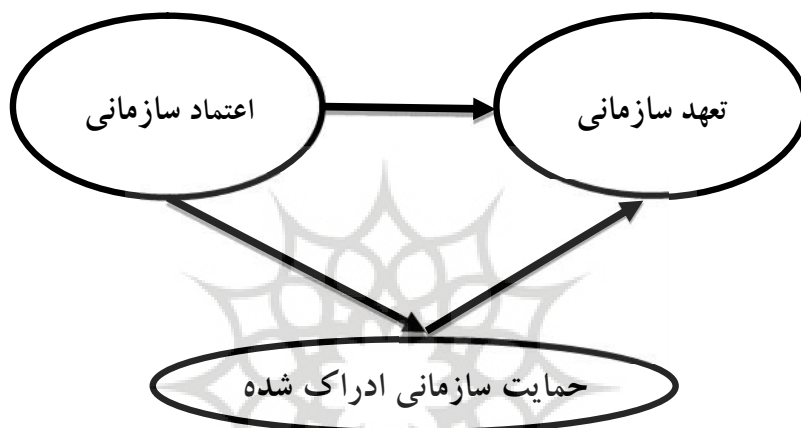 تعهد سازمانی
اعتماد سازمانی
حمایت سازمانی ادراک شده